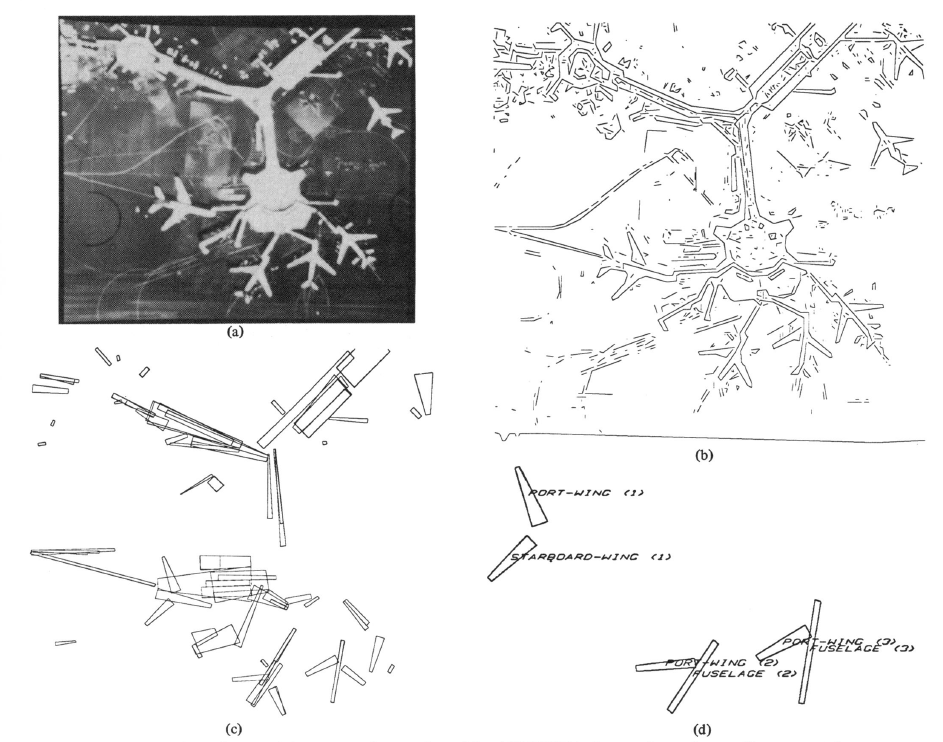 (a)
(b)
PORT-WING (1)
STARBOARD-WING (1)
PORT-WING (3)
FUSELAGE (3)
PORT-WING (2)
FUSELAGE (2)
(c)
(d)